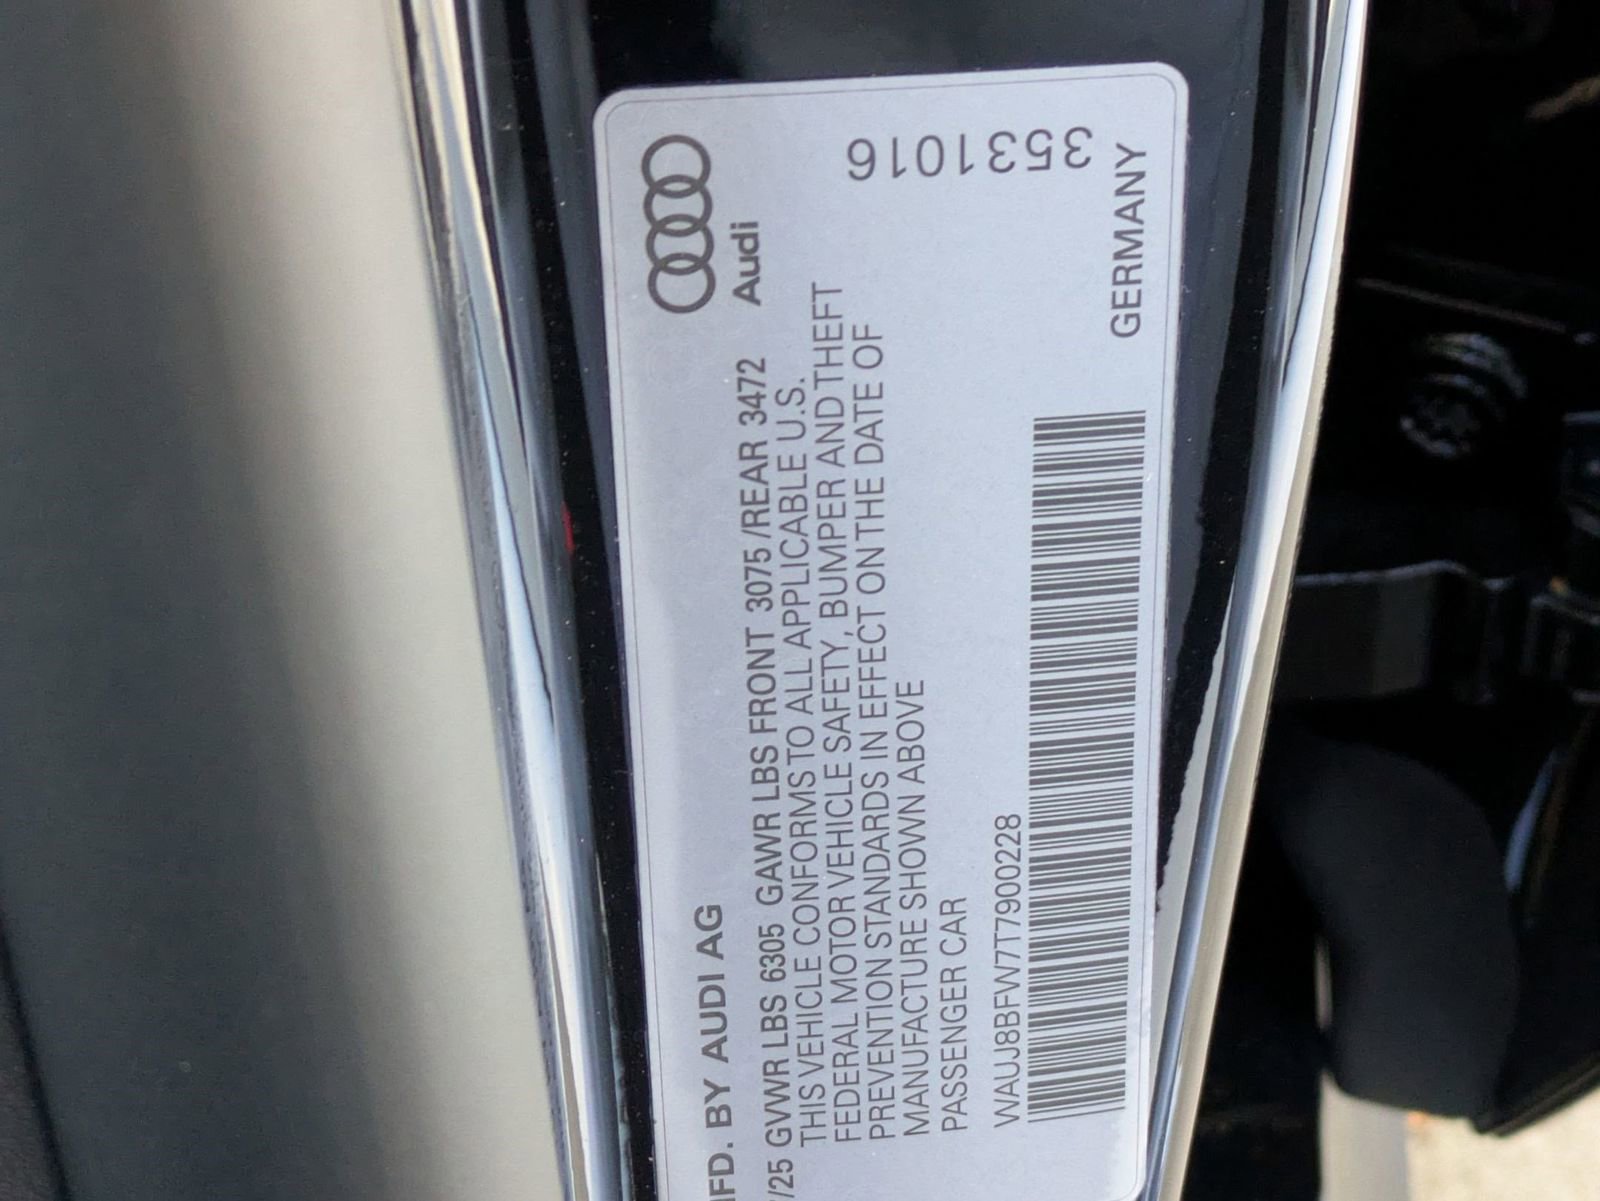 Audi
MFD. BY AUDI AG
/25 GVWR LBS 6305 GAWR LBS FRONT 3075 /REAR 3472
THIS VEHICLE CONFORMS TO ALL APPLICABLE U.S.
FEDERAL MOTOR VEHICLE SAFETY, BUMPER AND THEFT
PREVENTION STANDARDS IN EFFECT ON THE DATE OF
MANUFACTURE SHOWN ABOVE
PASSENGER CAR
3531016
WAUJ8BFW7T7900228
GERMANY